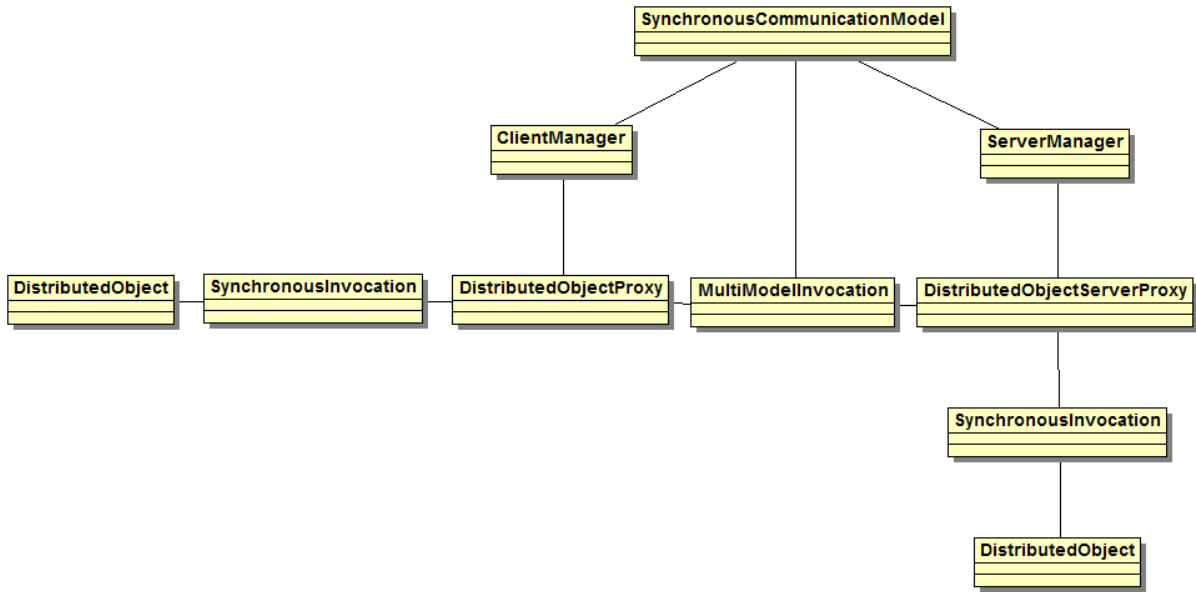 SynchronousCommunicationModel
ClientManager
ServerManager
DistributedObject
SynchronousInvocation
DistributedObjectProxy
MultiModelInvocation
DistributedObjectServerProxy
SynchronousInvocation
DistributedObject